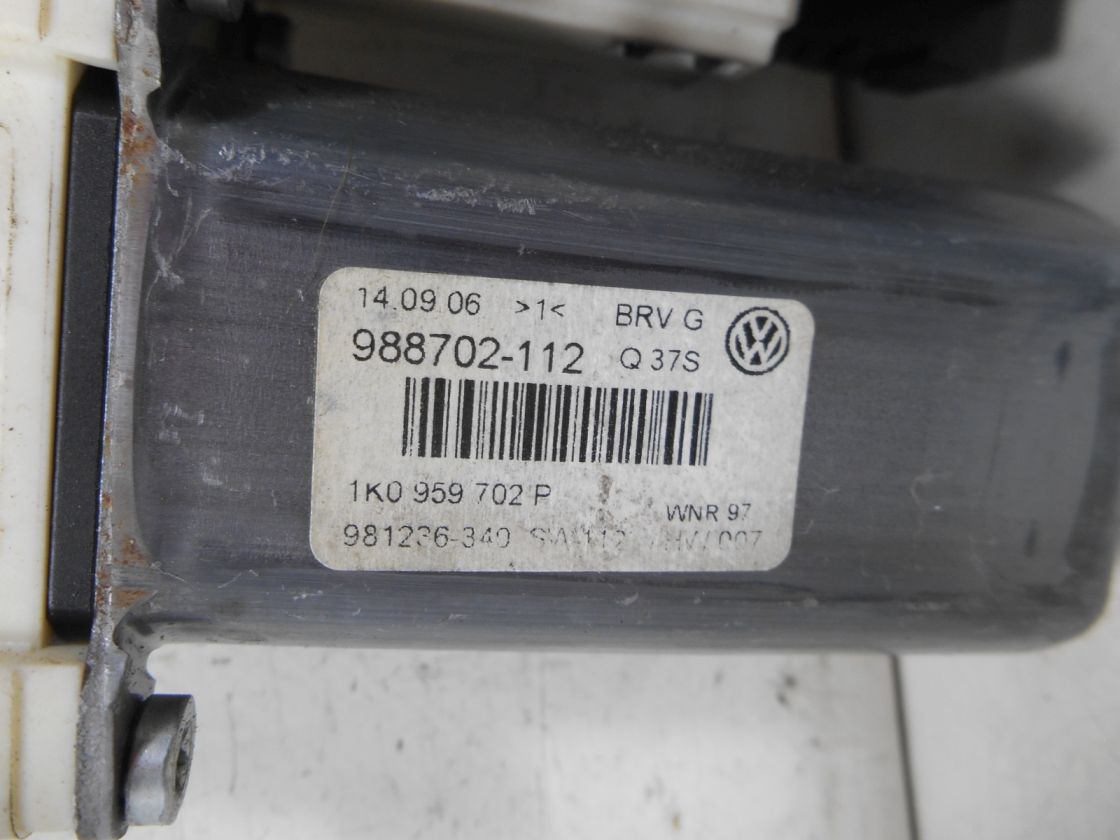 14.09.06 >1< BRV G
988702-112 Q 37S
1K0 959 702 P
WNR 97
981236-340